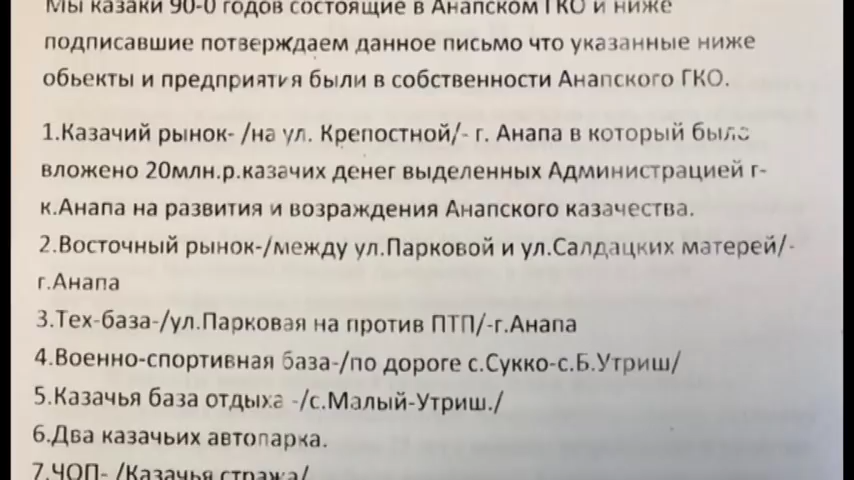 Мы казаки 90-0 годов состоящие в Анапском ГКО и ниже
подписавшие потверждаем данное письмо что указанные ниже
обьекты и предприятия были в собственности Анапского ГКО.
1.Казачий рынок- /на ул. Крепостной/- г. Анапа в который было
вложено 20млн.р.казачих денег выделенных Администрацией г-
к.Анапа на развития и возраждения Анапского казачества.
2.Восточный рынок-/между ул.Парковой и ул.Салдацких матерей/-
г.Анапа
3.Тех-база-/ул.Парковая на против ПТП/-г.Анапа
4.Военно-спортивная база-/по дороге с.Сукко-с.Б.Утриш/
5.Казачья база отдыха -/с.Малый-Утриш./
6.Два казачьих автопарка.
7.ЧОП- /Казачья стража/